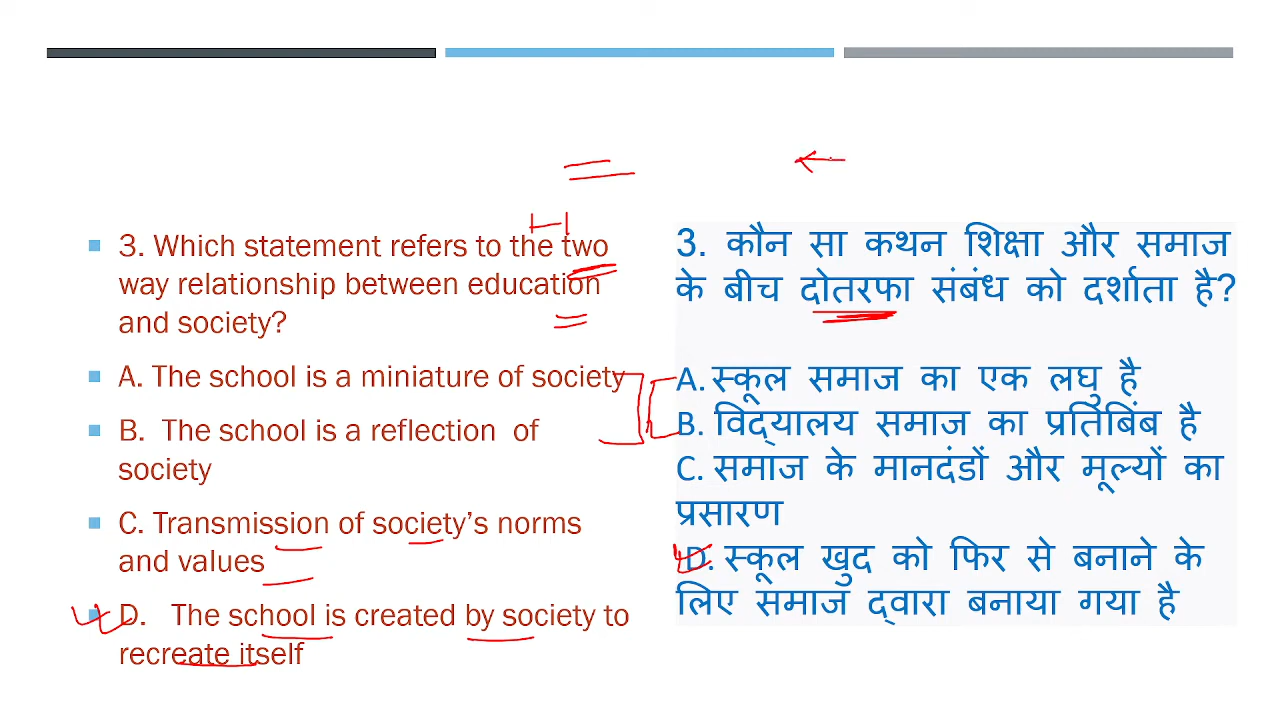 3. Which statement refers to the two
way relationship between education
and society?
A. The school is a miniature of society
B. The school is a reflection of
society
C. Transmission of society’s norms
and values
D. The school is created by society to
recreate itself
3. कौन सा कथन शिक्षा और समाज
के बीच दोतरफा संबंध को दर्शाता है?
A. स्कूल समाज का एक लघु है
B. विद्यालय समाज का प्रतिबिंब है
C. समाज के मानदंडों और मूल्यों का
प्रसारण
D. स्कूल खुद को फिर से बनाने के
लिए समाज द्वारा बनाया गया है